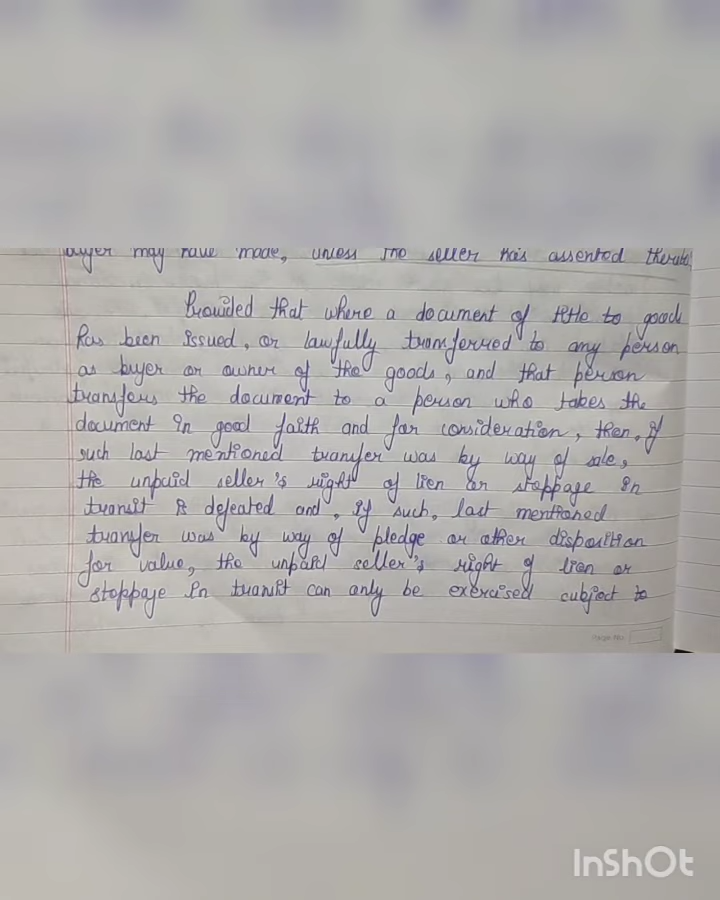 buyer may have made, unless the seller has assented thereto,
Provided that where a document of title to goods
has been issued, or lawfully transferred to any person
as buyer or owner of the goods, and that person
transfers the document to a person who takes the
document in good faith and for consideration, then, if
such last mentioned transfer was by way of sale,
the unpaid seller's right of lien or stoppage in
transit is defeated and, if such, last mentioned
transfer was by way of pledge or other disposition
for value, the unpaid seller's right of lien or
stoppage in transit can only be exercised subject to
Page No.
InShOt